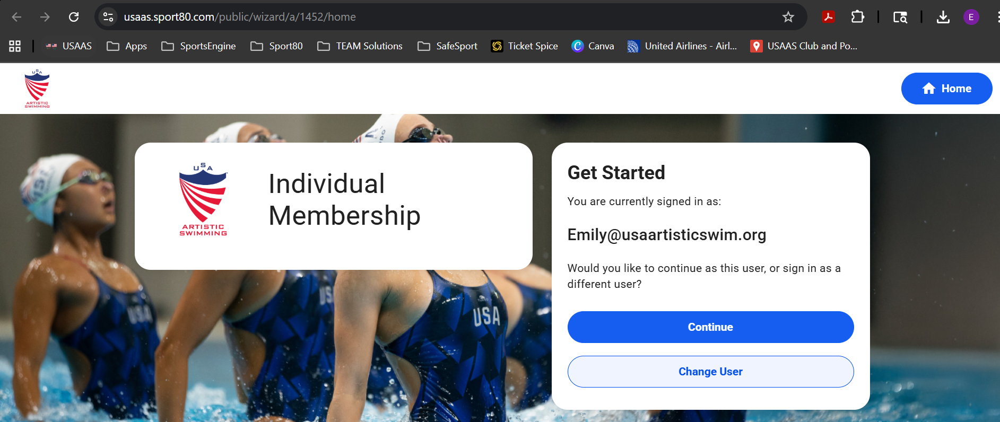 usaas.sport80.com/public/wizard/a/1452/home
E
USAAS
Apps
SportsEngine
Sport80
TEAM Solutions
SafeSport
Ticket Spice
Canva
United Airlines - Airl...
USAAS Club and Po...
USA
ARTISTIC
SWIMMING
Home
USA
ARTISTIC
SWIMMING
Individual
Membership
Get Started
You are currently signed in as:
Emily@usaartisticswim.org
Would you like to continue as this user, or sign in as a
different user?
Continue
Change User
USA
USA